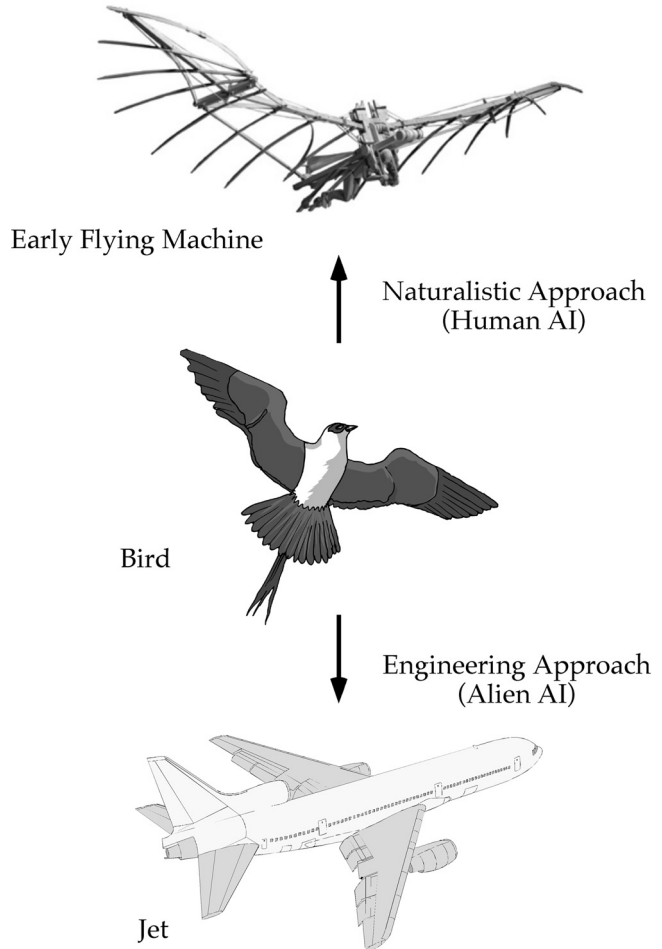 Early Flying Machine
Naturalistic Approach
(Human AI)
Bird
Engineering Approach
(Alien AI)
Jet